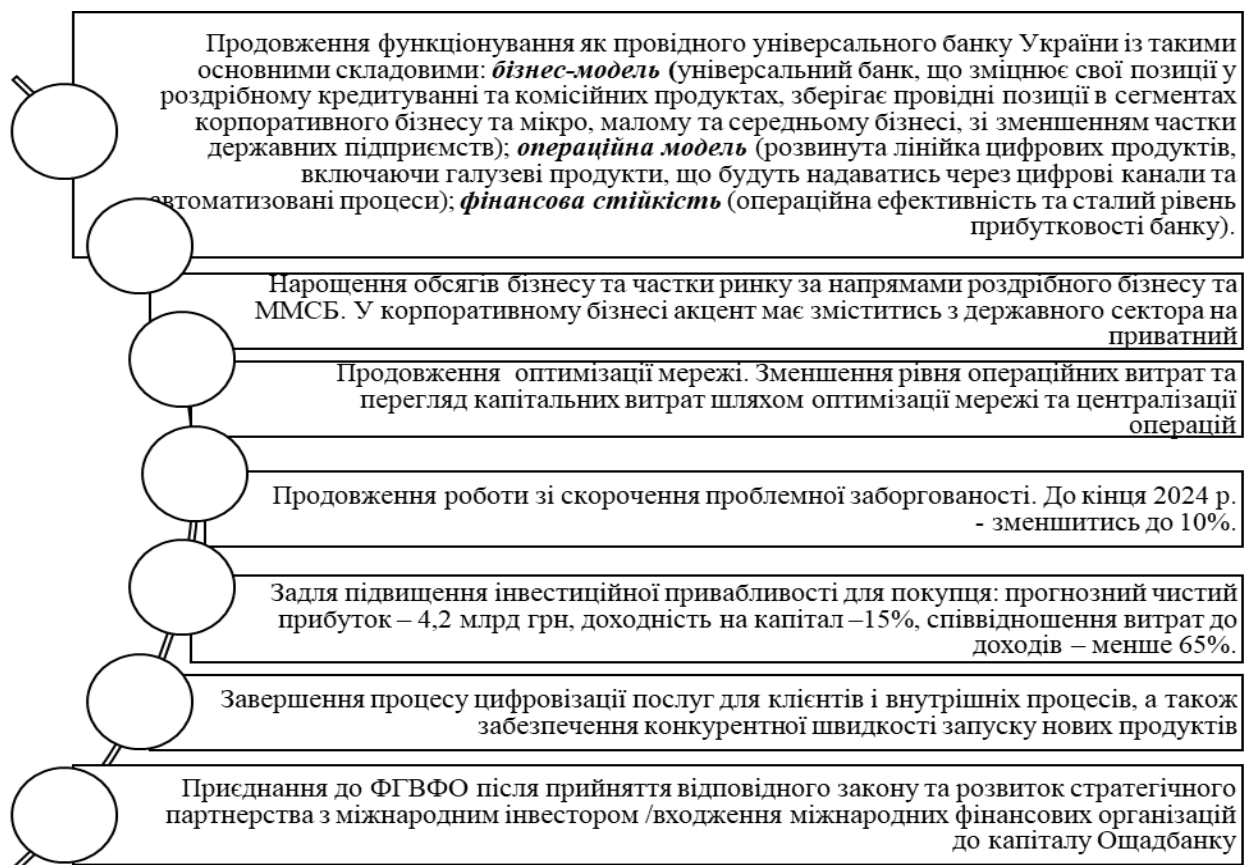 Продовження функціонування як провідного універсального банку України із такими
основними складовими: бізнес-модель (універсальний банк, що зміцнює свої позиції у
роздрібному кредитуванні та комісійних продуктах, зберігає провідні позиції в сегментах
корпоративного бізнесу та мікро, малому та середньому бізнесі, зі зменшенням частки
державних підприємств); операційна модель (розвинута лінійка цифрових продуктів,
включаючи галузеві продукти, що будуть надаватись через цифрові канали та
автоматизовані процеси); фінансова стійкість (операційна ефективність та сталий рівень
прибутковості банку).
Нарощення обсягів бізнесу та частки ринку за напрямами роздрібного бізнесу та
ММСБ. У корпоративному бізнесі акцент має зміститись з державного сектора на
приватний
Продовження оптимізації мережі. Зменшення рівня операційних витрат та
перегляд капітальних витрат шляхом оптимізації мережі та централізації
операцій
Продовження роботи зі скорочення проблемної заборгованості. До кінця 2024 р.
- зменшитись до 10%.
Задля підвищення інвестиційної привабливості для покупця: прогнозний чистий
прибуток – 4,2 млрд грн, доходність на капітал –15%, співвідношення витрат до
доходів – менше 65%.
Завершення процесу цифровізації послуг для клієнтів і внутрішніх процесів, а також
забезпечення конкурентної швидкості запуску нових продуктів
Приєднання до ФГВФО після прийняття відповідного закону та розвиток стратегічного
партнерства з міжнародним інвестором /входження міжнародних фінансових організацій
до капіталу Ощадбанку